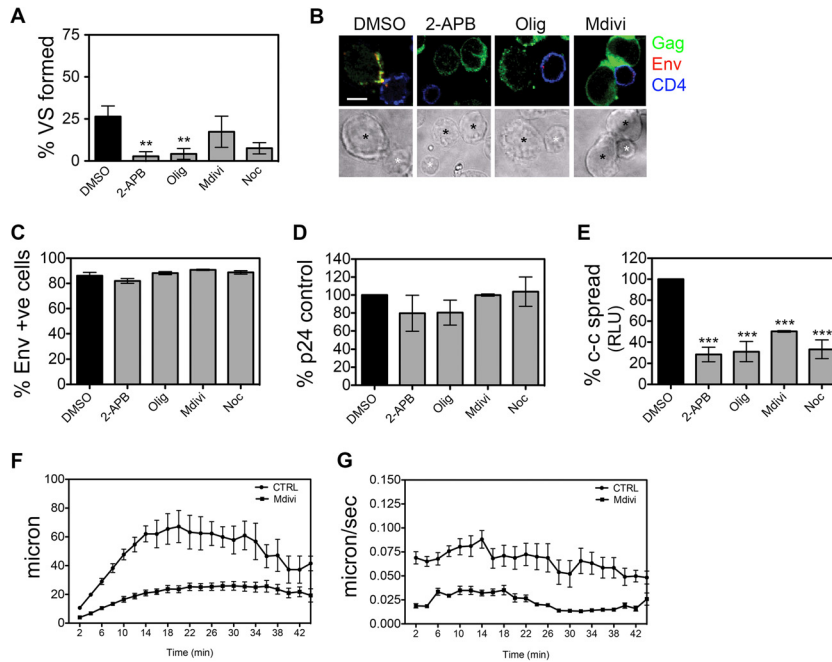 A
% VS formed
75
50
25
0
**
**
DMSO
2-APB
Olig
Mdivi
Noc
B
DMSO 2-APB Olig Mdivi
Gag
Env
CD4
* * * * * * * * *
C
% Env +ve cells
100
80
60
40
20
0
DMSO
2-APB
Olig
Mdivi
Noc
D
% p24 control
140
120
100
80
60
40
20
0
DMSO
2-APB
Olig
Mdivi
Noc
E
% c-c spread
(RLU)
120
100
80
60
40
20
0
***
***
***
***
DMSO
2-APB
Olig
Mdivi
Noc
F
micron
100
80
60
40
20
0
CTRL
Mdivi
2 6 10 14 18 22 26 30 34 38 42
Time (min)
G
micron/sec
0.150
0.125
0.100
0.075
0.050
0.025
0.000
CTRL
Mdivi
2 6 10 14 18 22 26 30 34 38 42
Time (min)